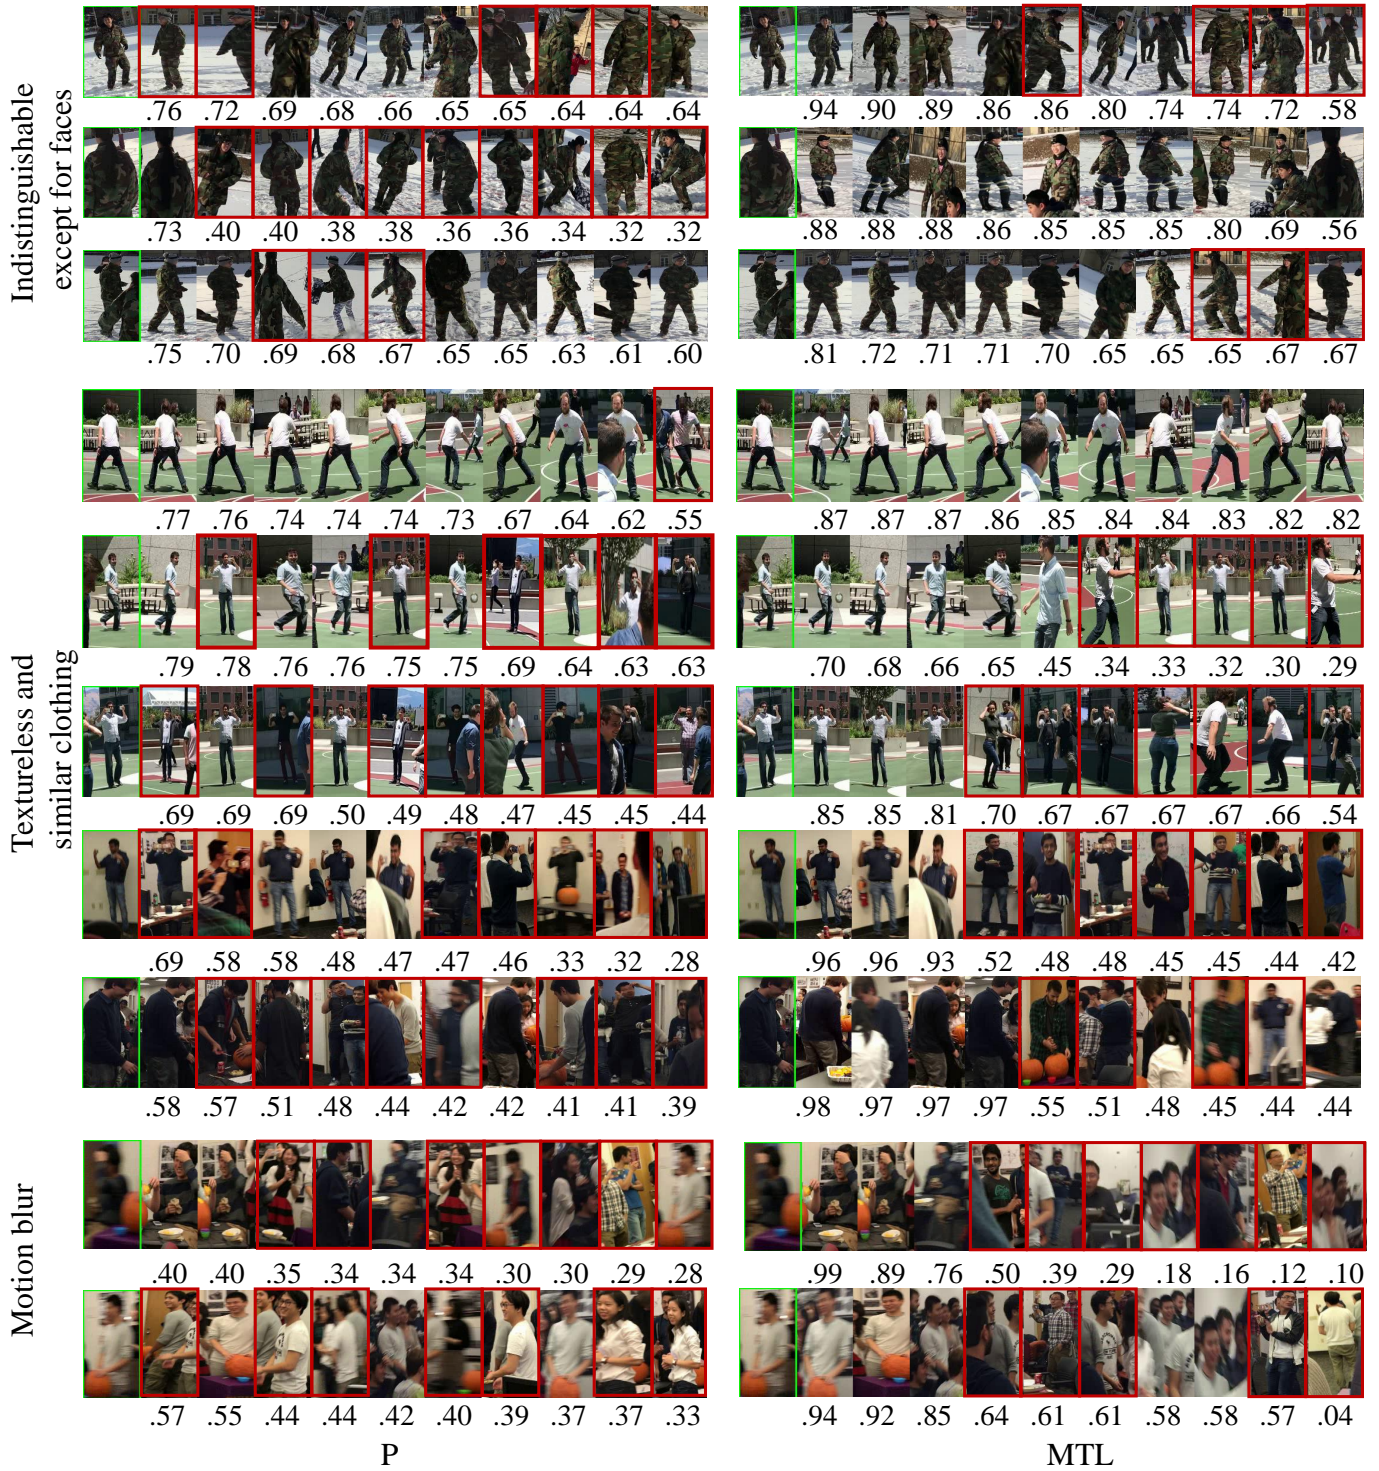 Indistinguishable
except for faces
.76 .72 .69 .68 .66 .65 .65 .64 .64 .64
.94 .90 .89 .86 .86 .80 .74 .74 .72 .58
.73 .40 .40 .38 .38 .36 .36 .34 .32 .32
.88 .88 .88 .86 .85 .85 .85 .80 .69 .56
.75 .70 .69 .68 .67 .65 .65 .63 .61 .60
.81 .72 .71 .71 .70 .65 .65 .65 .67 .67
Textureless and
similar clothing
.77 .76 .74 .74 .74 .73 .67 .64 .62 .55
.87 .87 .87 .86 .85 .84 .84 .83 .82 .82
.79 .78 .76 .76 .75 .75 .69 .64 .63 .63
.70 .68 .66 .65 .45 .34 .33 .32 .30 .29
.69 .69 .69 .50 .49 .48 .47 .45 .45 .44
.85 .85 .81 .70 .67 .67 .67 .67 .66 .54
.69 .58 .58 .48 .47 .47 .46 .33 .32 .28
.96 .96 .93 .52 .48 .48 .45 .45 .44 .42
.58 .57 .51 .48 .44 .42 .42 .41 .41 .39
.98 .97 .97 .97 .55 .51 .48 .45 .44 .44
Motion blur
.40 .40 .35 .34 .34 .34 .30 .30 .29 .28
.99 .89 .76 .50 .39 .29 .18 .16 .12 .10
.57 .55 .44 .44 .42 .40 .39 .37 .37 .33
.94 .92 .85 .64 .61 .61 .58 .58 .57 .04
P
MTL